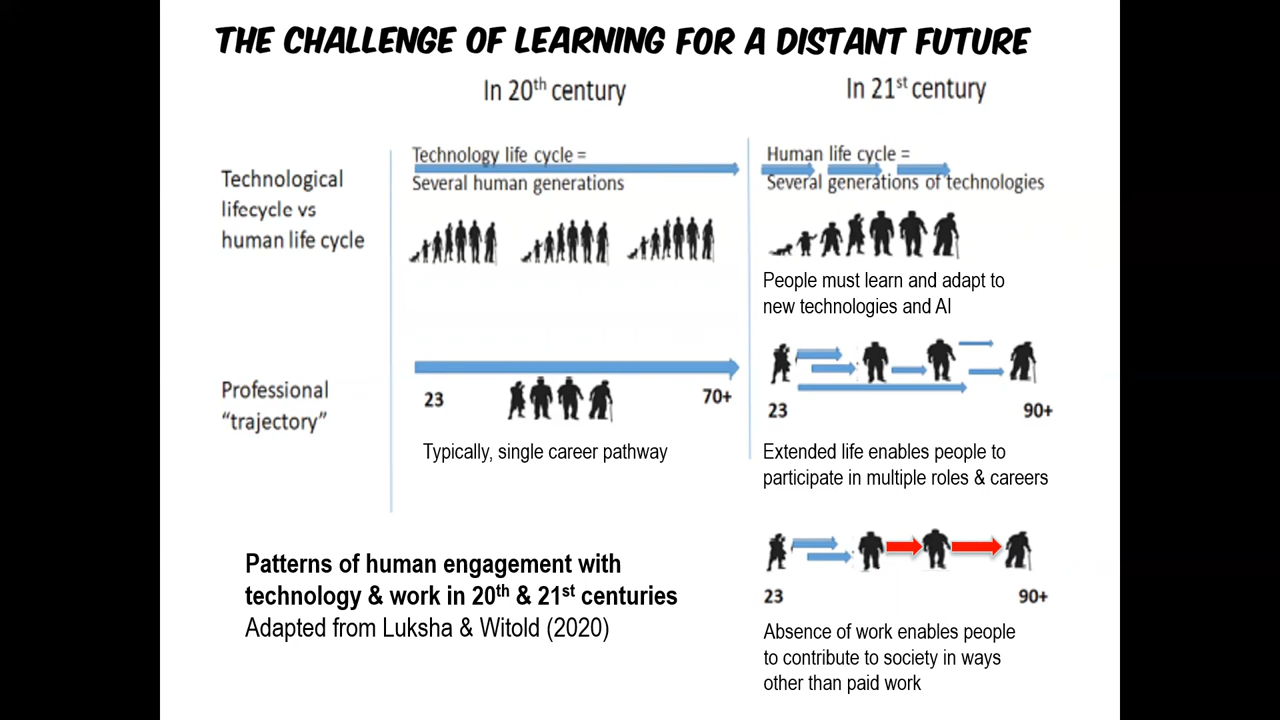 THE CHALLENGE OF LEARNING FOR A DISTANT FUTURE
In 20th century
In 21st century
Technological
lifecycle vs
human life cycle
Technology life cycle =
Several human generations
Human life cycle =
Several generations of technologies
People must learn and adapt to
new technologies and AI
Professional
“trajectory”
23
70+
Typically, single career pathway
23
90+
Extended life enables people to
participate in multiple roles & careers
Patterns of human engagement with
technology & work in 20th & 21st centuries
Adapted from Luksha & Witold (2020)
23
90+
Absence of work enables people
to contribute to society in ways
other than paid work